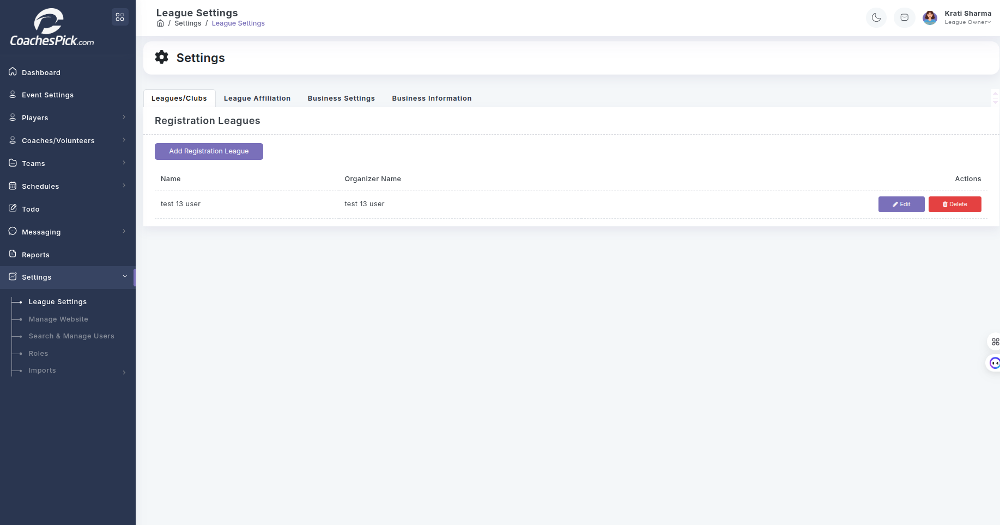 CoachesPick.com
Dashboard
Event Settings
Players
Coaches/Volunteers
Teams
Schedules
Todo
Messaging
Reports
Settings
League Settings
Manage Website
Search & Manage Users
Roles
Imports
League Settings
/ Settings / League Settings
Krati Sharma
League Owner
Settings
Leagues/Clubs League Affiliation Business Settings Business Information
Registration Leagues
Add Registration League
Name Organizer Name Actions
test 13 user test 13 user Edit Delete